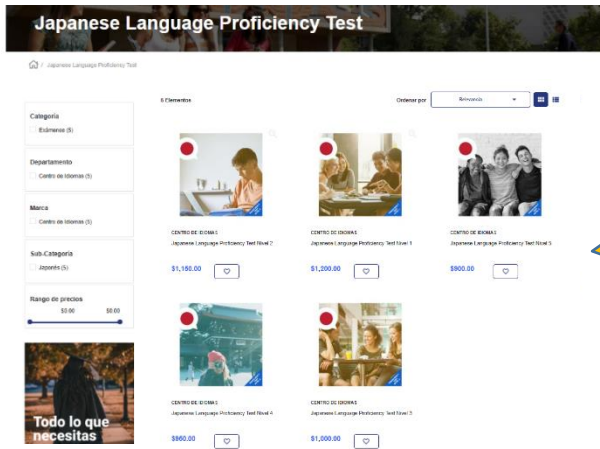 Japanese Language Proficiency Test
/ Japanese Language Proficiency Test
Categoría
Exámenes (5)
Departamento
Centro de Idiomas (5)
Marca
Centro de Idiomas (5)
Sub-Categoría
Japonés (5)
Rango de precios
$0.00 $0.00
Todo lo que
necesitas
Elementos Ordenar por Relevancia
CENTRO DE IDIOMAS
Japanese Language Proficiency Test Nivel 2
$1,150.00
CENTRO DE IDIOMAS
Japanese Language Proficiency Test Nivel 1
$1,200.00
CENTRO DE IDIOMAS
Japanese Language Proficiency Test Nivel 5
$900.00
CENTRO DE IDIOMAS
Japanese Language Proficiency Test Nivel 4
$960.00
CENTRO DE IDIOMAS
Japanese Language Proficiency Test Nivel 3
$1,000.00